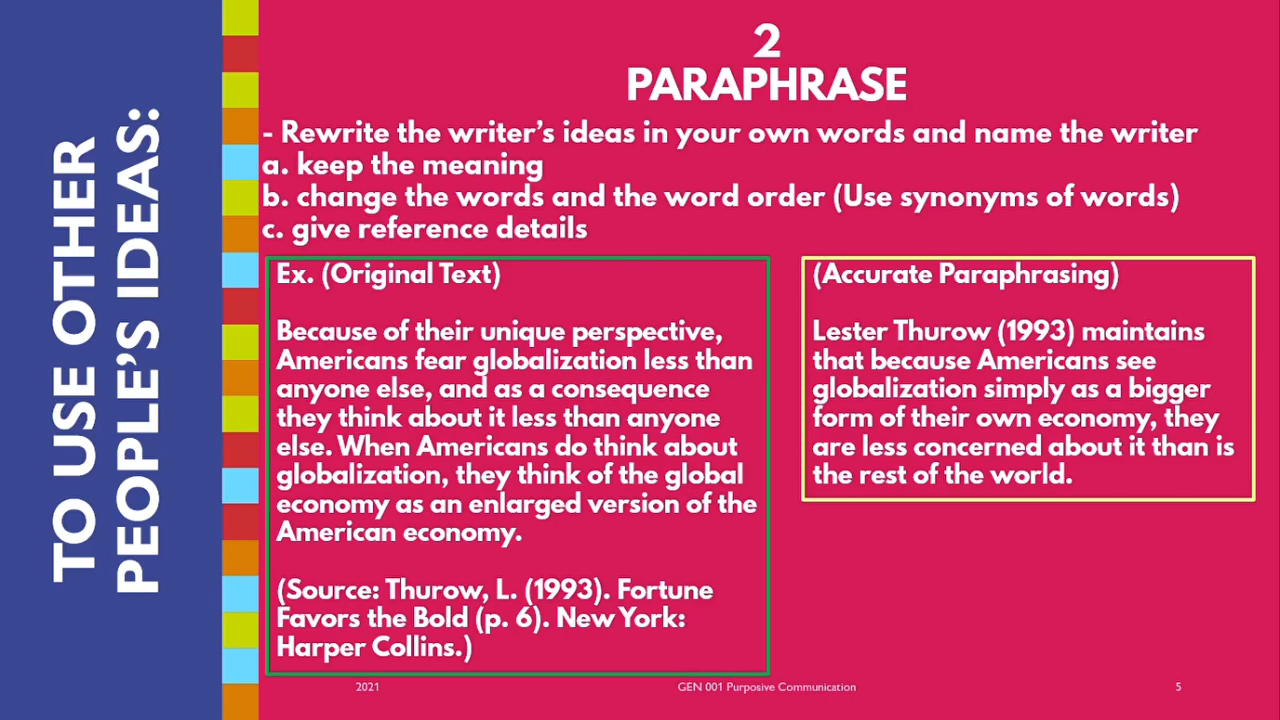 TO USE OTHER
PEOPLE'S IDEAS:
2
PARAPHRASE
- Rewrite the writer's ideas in your own words and name the writer
a. keep the meaning
b. change the words and the word order (Use synonyms of words)
c. give reference details
Ex. (Original Text)
Because of their unique perspective,
Americans fear globalization less than
anyone else, and as a consequence
they think about it less than anyone
else. When Americans do think about
globalization, they think of the global
economy as an enlarged version of the
American economy.
(Source: Thurow, L. (1993). Fortune
Favors the Bold (p. 6). New York:
Harper Collins.)
(Accurate Paraphrasing)
Lester Thurow (1993) maintains
that because Americans see
globalization simply as a bigger
form of their own economy, they
are less concerned about it than is
the rest of the world.
2021
GEN 001 Purposive Communication
5